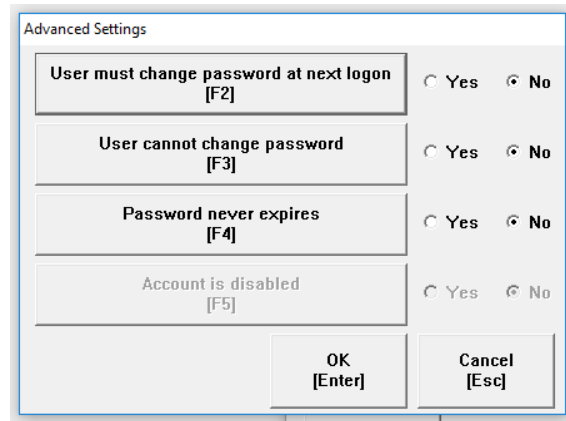 Advanced Settings
User must change password at next logon
[F2]
Yes No
User cannot change password
[F3]
Yes No
Password never expires
[F4]
Yes No
Account is disabled
[F5]
Yes No
OK
[Enter]
Cancel
[Esc]